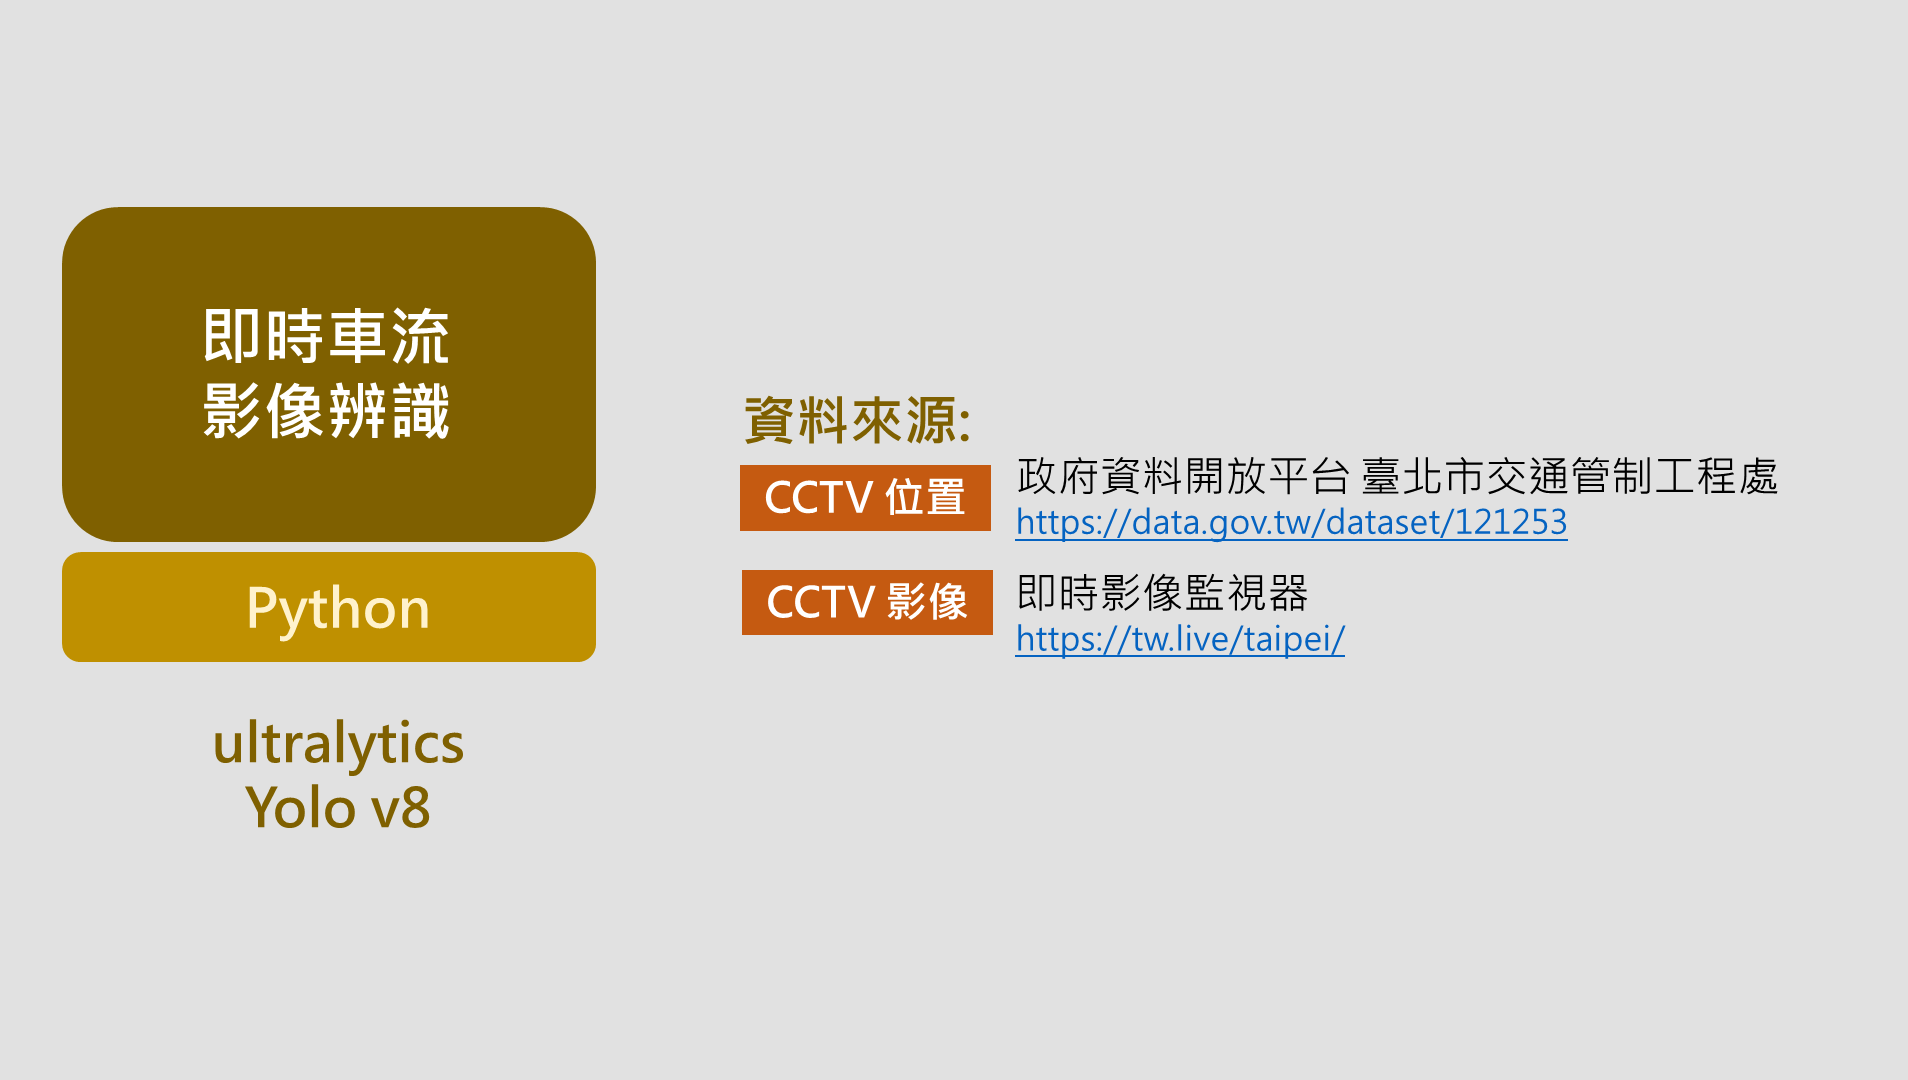 即時車流
影像辨識
Python
ultralytics
Yolo v8
資料來源:
CCTV 位置
政府資料開放平台 臺北市交通管制工程處
https://data.gov.tw/dataset/121253
CCTV 影像
即時影像監視器
https://tw.live/taipei/